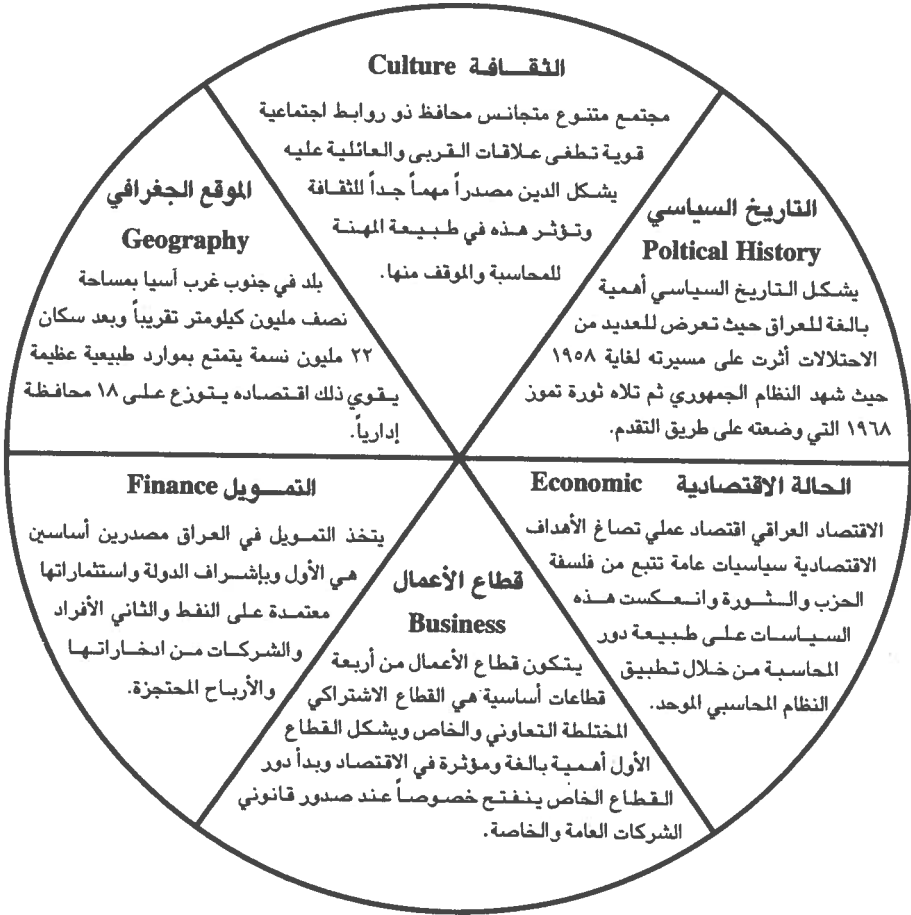 الثقــــافـة Culture
مجتمع متنوع متجانس محافظ ذو روابط اجتماعية
قوية تطغى علاقات القربى والعائلية عليه
يشكل الدين مصدراً مهماً جداً للثقافة
وتؤثر هذه في طبيعة المهنة
للمحاسبة والموقف منها.
التاريخ السياسي
Poltical History
يشكل التاريخ السياسي أهمية
بالغة للعراق حيث تعرض للعديد من
الاحتلالات أثرت على مسيرته لغاية ١٩٥٨
حيث شهد النظام الجمهوري ثم تلاه ثورة تموز
١٩٦٨ التي وضعته على طريق التقدم.
الحالة الاقتصادية Economic
الاقتصاد العراقي اقتصاد عملي تصاغ الأهداف
الاقتصادية سياسيات عامة تتبع من فلسفة
الحزب والـثورة وانعكست هذه
السياسات على طبيعة دور
المحاسبة من خلال تطبيق
النظام المحاسبي الموحد.
قطاع الأعمال
Business
يتكون قطاع الأعمال من أربعة
قطاعات أساسية هي القطاع الاشتراكي
المختلطة التعاوني والخاص ويشكل القطاع
الأول أهمية بالغة ومؤثرة في الاقتصاد وبدأ دور
القطاع الخاص ينفتح خصوصاً عند صدور قانوني
الشركات العامة والخاصة.
التمـــويل Finance
يتخذ التمويل في العراق مصدرين أساسين
هي الأول وبإشراف الدولة واستثماراتها
معتمدة على النفط والثاني الأفراد
والشركات من ادخاراتها
والأرباح المحتجزة.
الموقع الجغرافي
Geography
بلد في جنوب غرب آسيا بمساحة
نصف مليون كيلومتر تقريباً وبعد سكان
٢٢ مليون نسمة يتمتع بموارد طبيعية عظيمة
يقوي ذلك اقتصاده يتوزع على ١٨ محافظة
إدارياً.